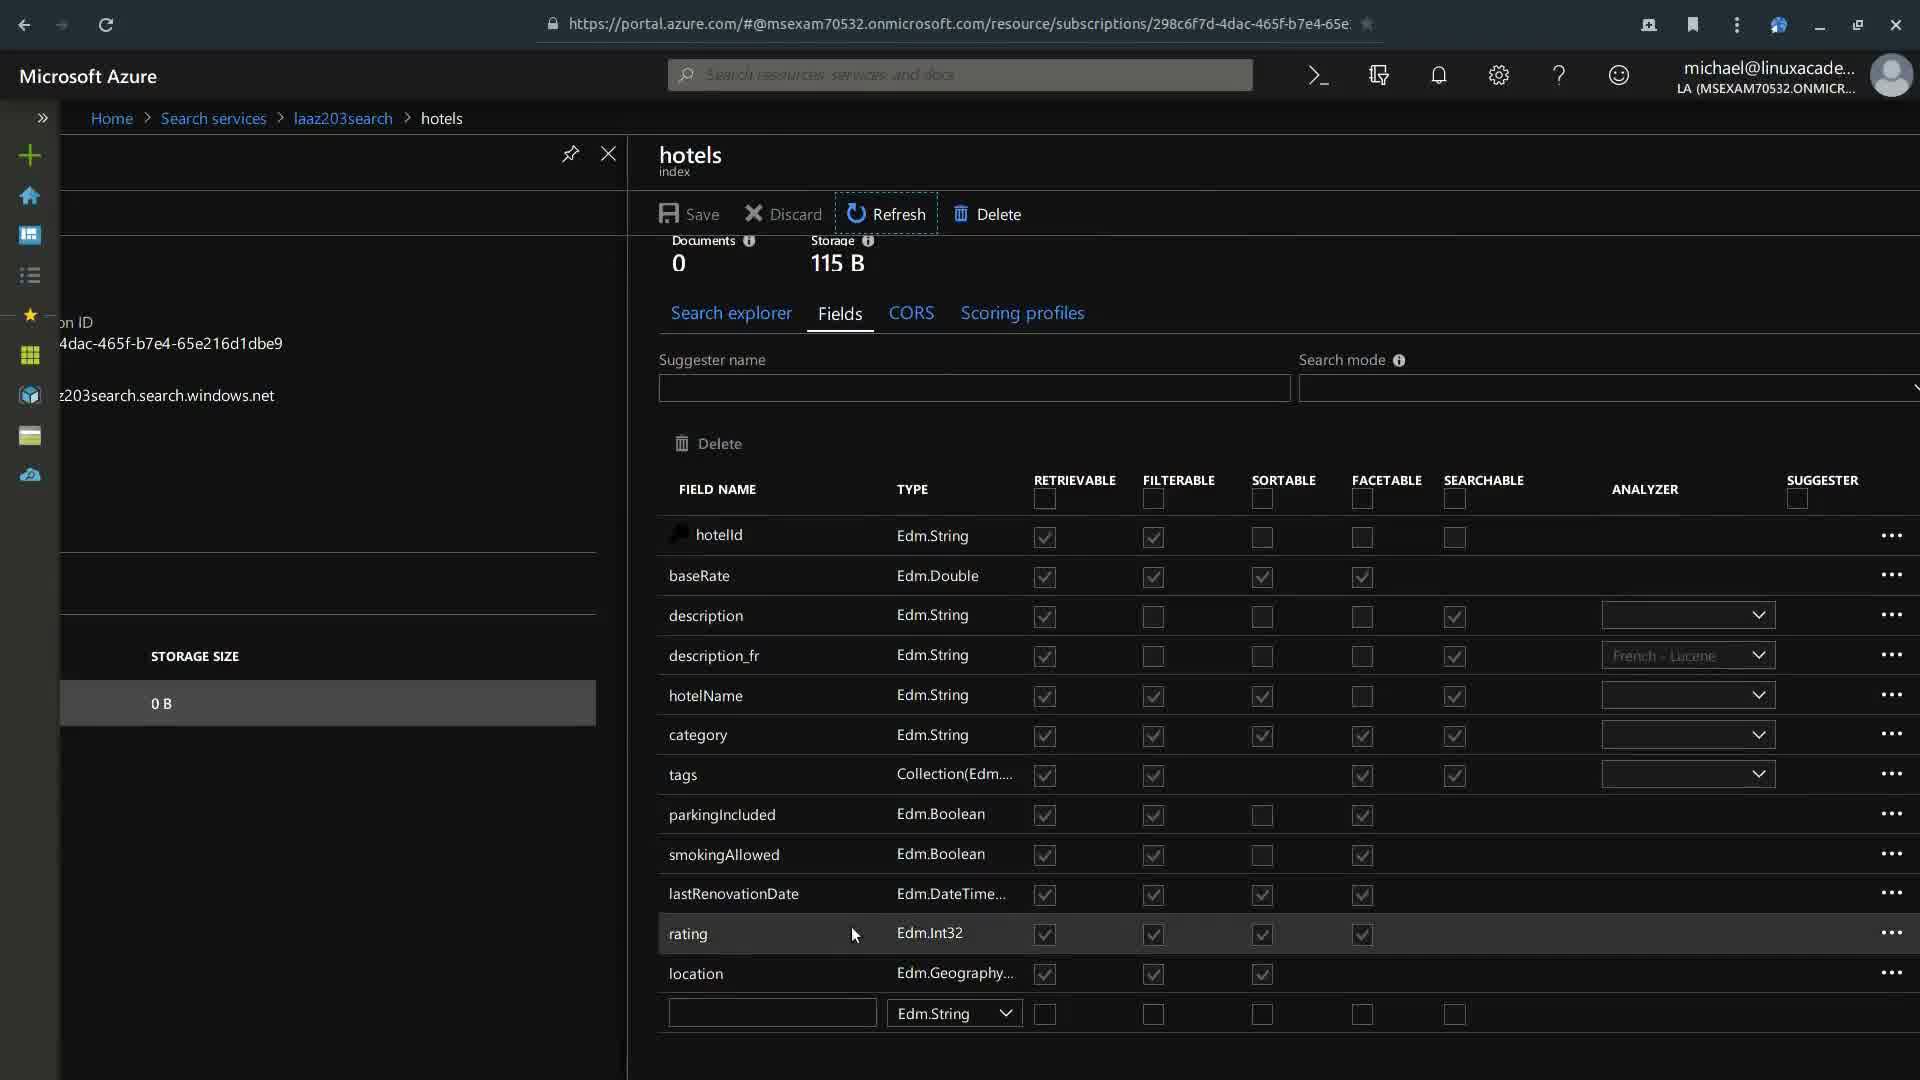 https://portal.azure.com/#@msexam70532.onmicrosoft.com/resource/subscriptions/298c6f7d-4dac-465f-b7e4-65e
Microsoft Azure
Search resources, services, and docs
michael@linuxacade...
LA (MSEXAM70532.ONMICR...
Home > Search services > laaz203search > hotels
hotels
index
Save Discard Refresh Delete
Documents Storage
0 115 B
Search explorer Fields CORS Scoring profiles
on ID
4dac-465f-b7e4-65e216d1dbe9
z203search.search.windows.net
STORAGE SIZE
0 B
Suggester name Search mode
Delete
FIELD NAME TYPE RETRIEVABLE FILTERABLE SORTABLE FACETABLE SEARCHABLE ANALYZER SUGGESTER
hotelId Edm.String
baseRate Edm.Double
description Edm.String
description_fr Edm.String French - Lucene
hotelName Edm.String
category Edm.String
tags Collection(Edm....
parkingIncluded Edm.Boolean
smokingAllowed Edm.Boolean
lastRenovationDate Edm.DateTime...
rating Edm.Int32
location Edm.Geography...
Edm.String